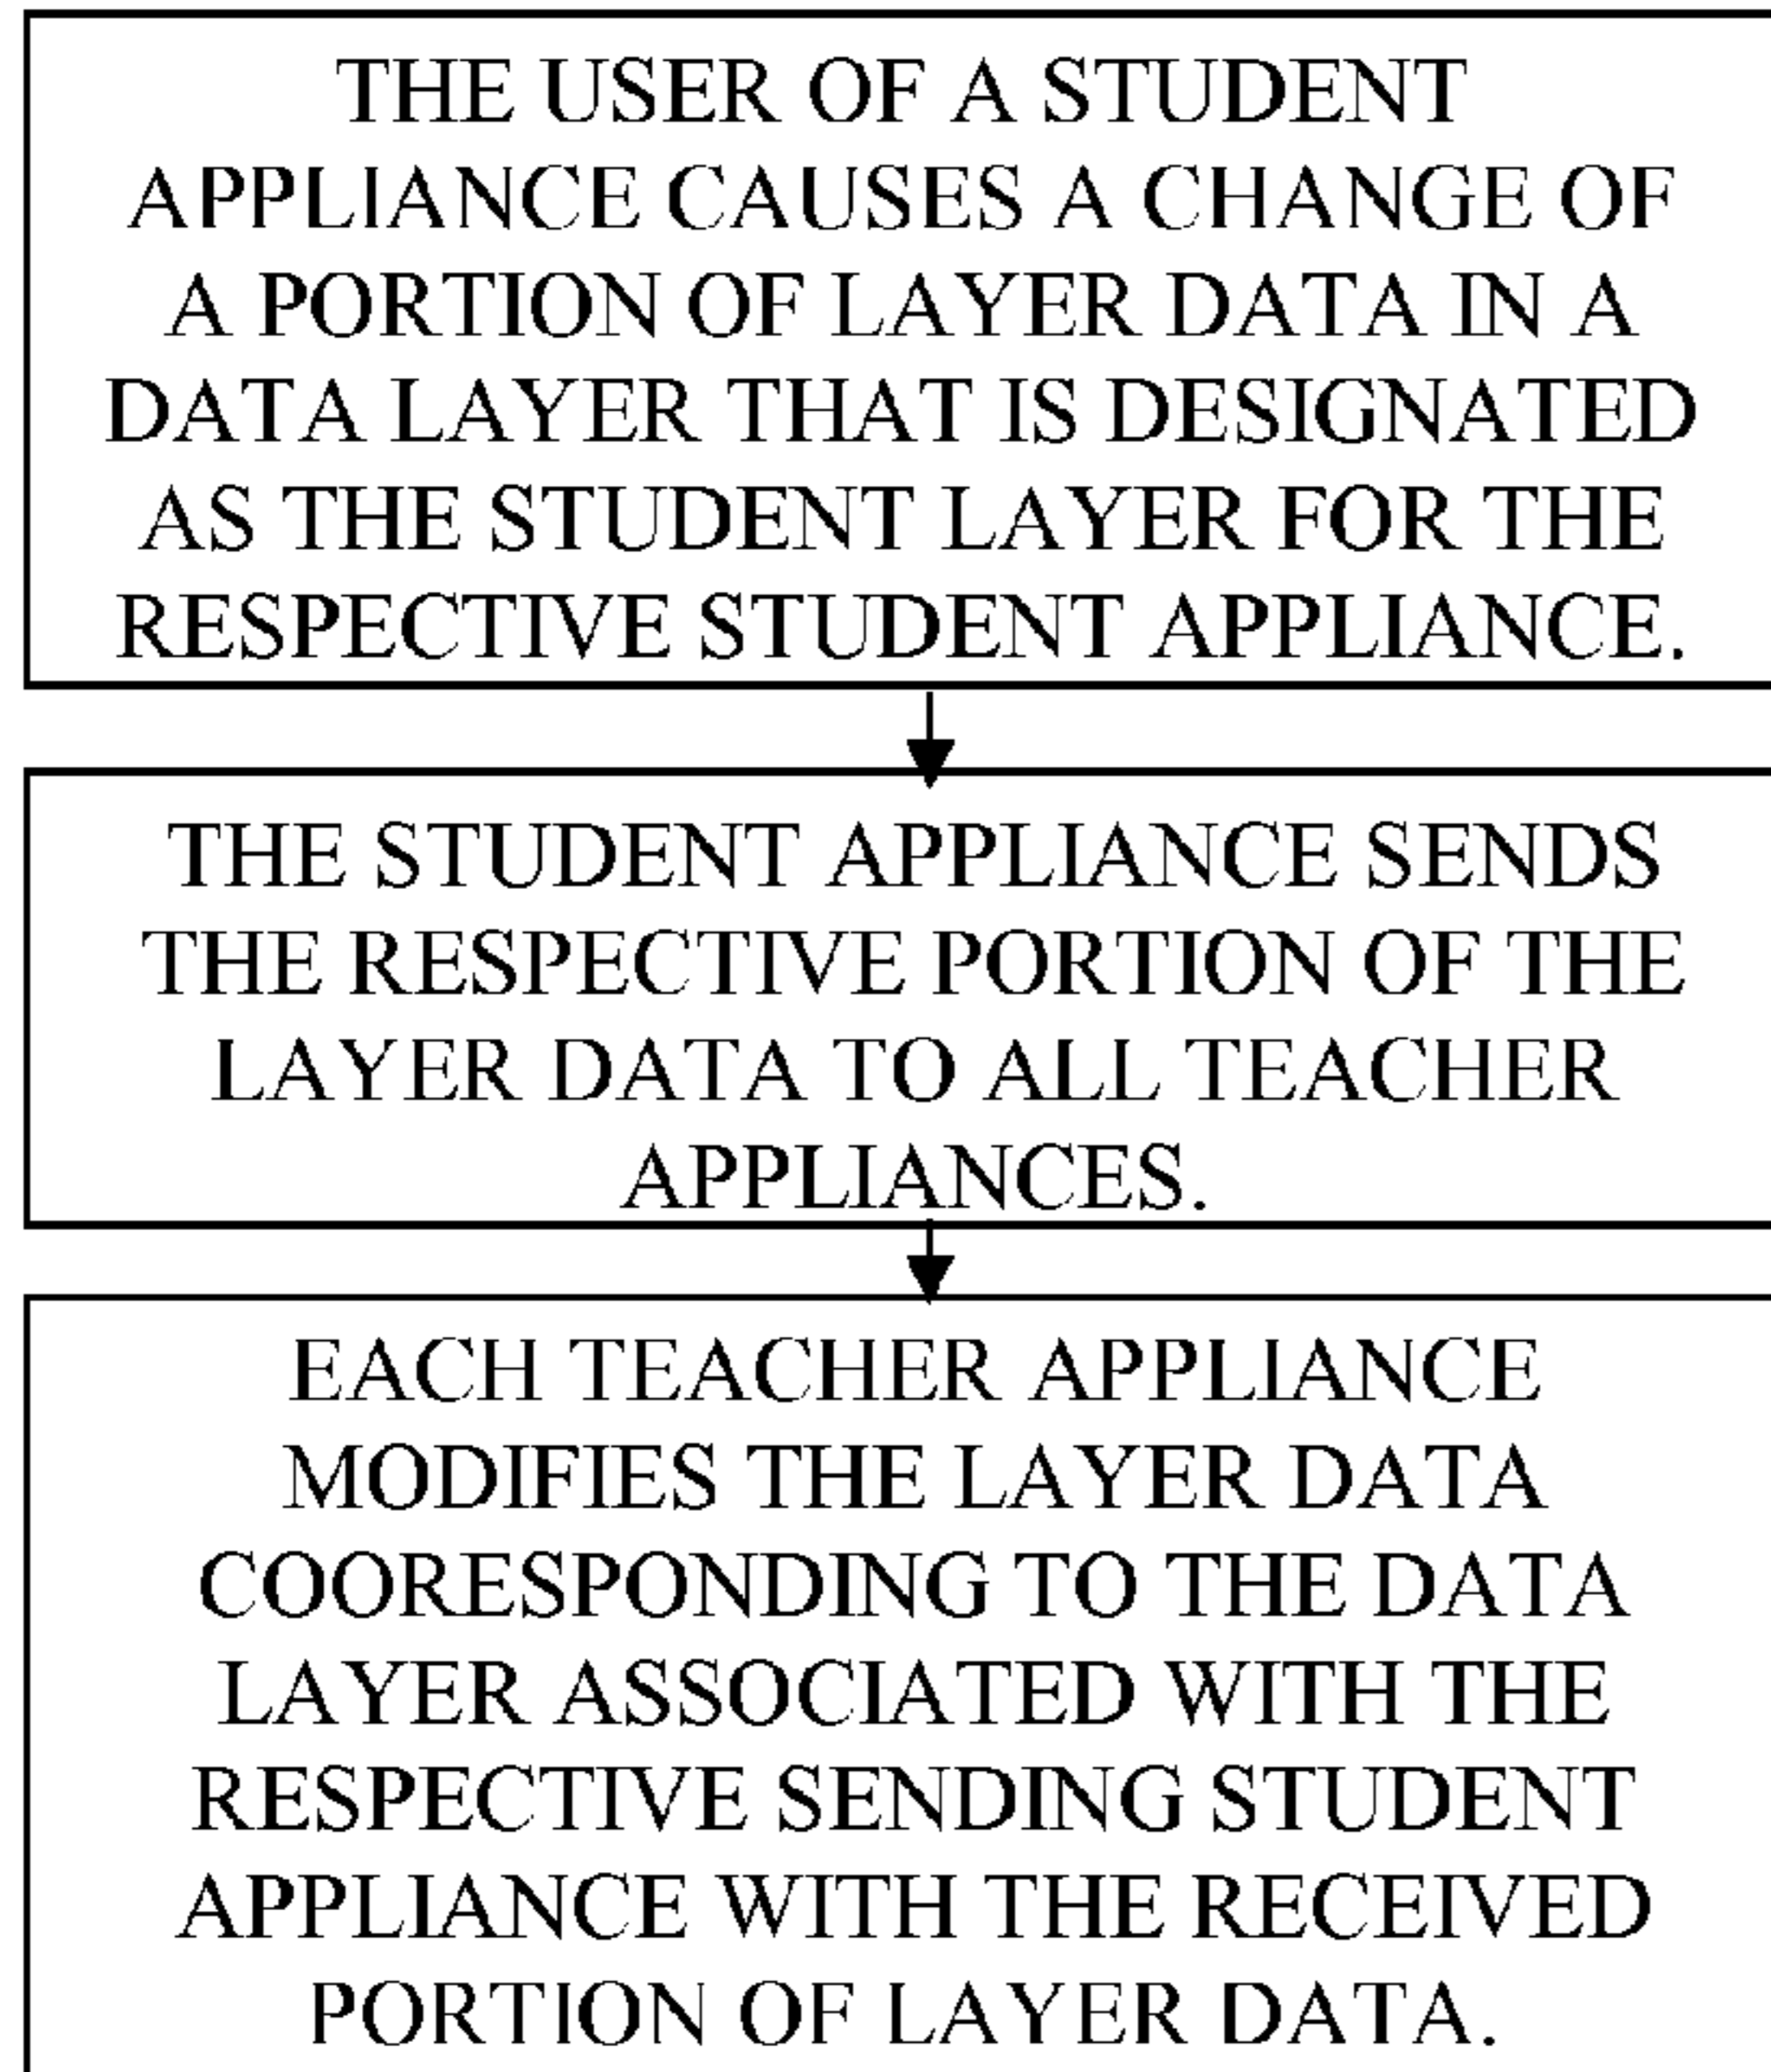 THE USER OF A STUDENT
APPLIANCE CAUSES A CHANGE OF
A PORTION OF LAYER DATA IN A
DATA LAYER THAT IS DESIGNATED
AS THE STUDENT LAYER FOR THE
RESPECTIVE STUDENT APPLIANCE.
THE STUDENT APPLIANCE SENDS
THE RESPECTIVE PORTION OF THE
LAYER DATA TO ALL TEACHER
APPLIANCES.
EACH TEACHER APPLIANCE
MODIFIES THE LAYER DATA
COORESPONDING TO THE DATA
LAYER ASSOCIATED WITH THE
RESPECTIVE SENDING STUDENT
APPLIANCE WITH THE RECEIVED
PORTION OF LAYER DATA.